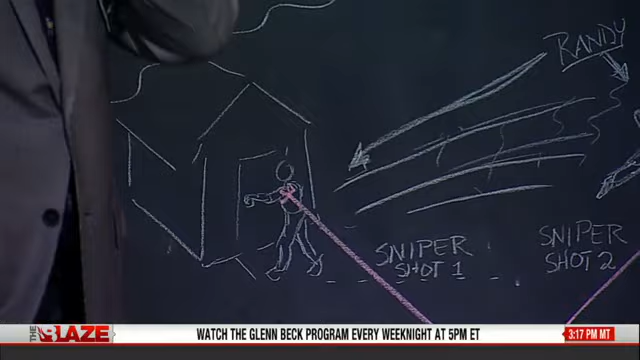 RANDY
SNIPER
SHOT 1
SNIPER
SHOT 2
THE BLAZE
WATCH THE GLENN BECK PROGRAM EVERY WEEKNIGHT AT 5PM ET
3:17 PM MT